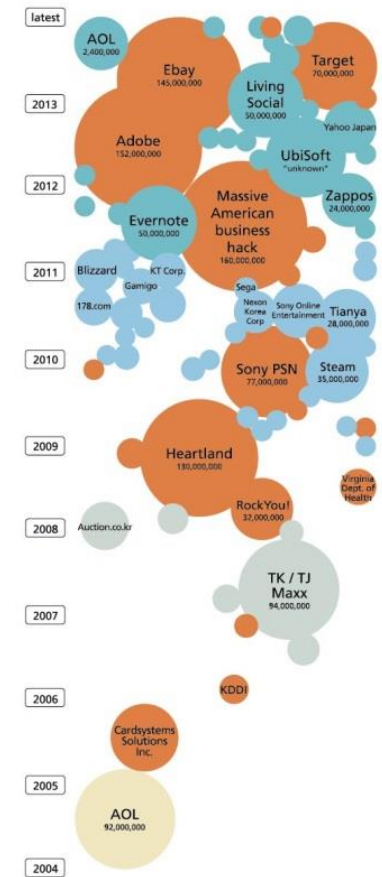 latest
AOL
2,400,000
Ebay
145,000,000
Target
70,000,000
2013
Living
Social
50,000,000
Adobe
152,000,000
Yahoo Japan
UbiSoft
"unknown"
2012
Massive
American
business
hack
160,000,000
Zappos
24,000,000
Evernote
50,000,000
2011
Blizzard
KT Corp.
Gamigo
178.com
Sega
Nexon
Korea
Corp
Sony Online
Entertainment
Tianya
28,000,000
2010
Sony PSN
77,000,000
Steam
35,000,000
2009
Heartland
130,000,000
RockYou!
32,000,000
Virginia
Dept. of
Health
2008
Auction.co.kr
TK / TJ
Maxx
94,000,000
2007
2006
KDDI
Cardsystems
Solutions
Inc.
2005
AOL
92,000,000
2004